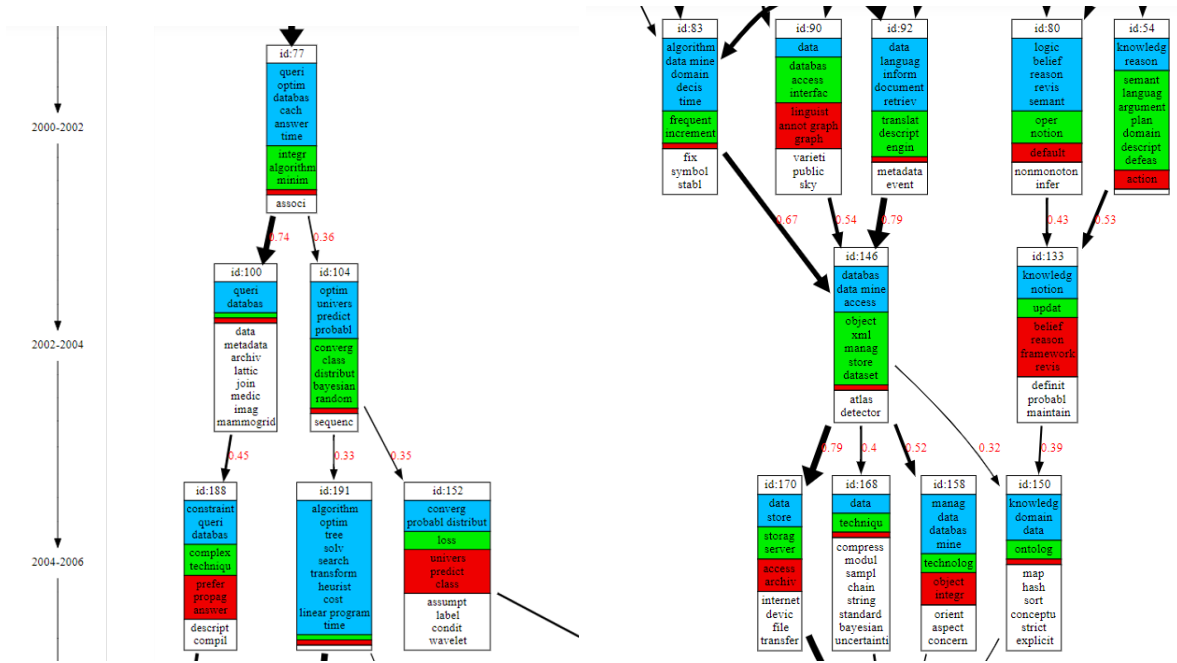 2000-2002
2002-2004
2004-2006
id:77
queri
optim
databas
cach
answer
time
integr
algorithm
minim
associ
0.74
0.36
id:100
queri
databas
data
metadata
archiv
lattic
join
medic
imag
mammogrid
id:104
optim
univers
predict
probabl
converg
class
distribut
bayesian
random
sequenc
0.45
0.33
0.35
id:188
constraint
queri
databas
complex
techniqu
prefer
propag
answer
descript
compil
id:191
algorithm
optim
tree
solv
search
transform
heurist
cost
linear program
time
id:152
converg
probabl distribut
loss
univers
predict
class
assumpt
label
condit
wavelet
id:83
algorithm
data mine
domain
decis
time
frequent
increment
fix
symbol
stabl
id:90
data
databas
access
interfac
linguist
annot graph
graph
varieti
public
sky
id:92
data
languag
inform
document
retriev
translat
descript
engin
metadata
event
id:80
logic
belief
reason
revis
semant
oper
notion
default
nonmonoton
infer
id:54
knowledg
reason
semant
languag
argument
plan
domain
descript
defeas
action
0.67
0.54
0.79
0.43
0.53
id:146
databas
data mine
access
object
xml
manag
store
dataset
atlas
detector
id:133
knowledg
notion
updat
belief
reason
framework
revis
definit
probabl
maintain
0.79
0.4
0.52
0.32
0.39
id:170
data
store
storag
server
access
archiv
internet
devic
file
transfer
id:168
data
techniqu
compress
modul
sampl
chain
string
standard
bayesian
uncertainti
id:158
manag
data
databas
mine
technolog
object
integr
orient
aspect
concern
id:150
knowledg
domain
data
ontolog
map
hash
sort
conceptu
strict
explicit